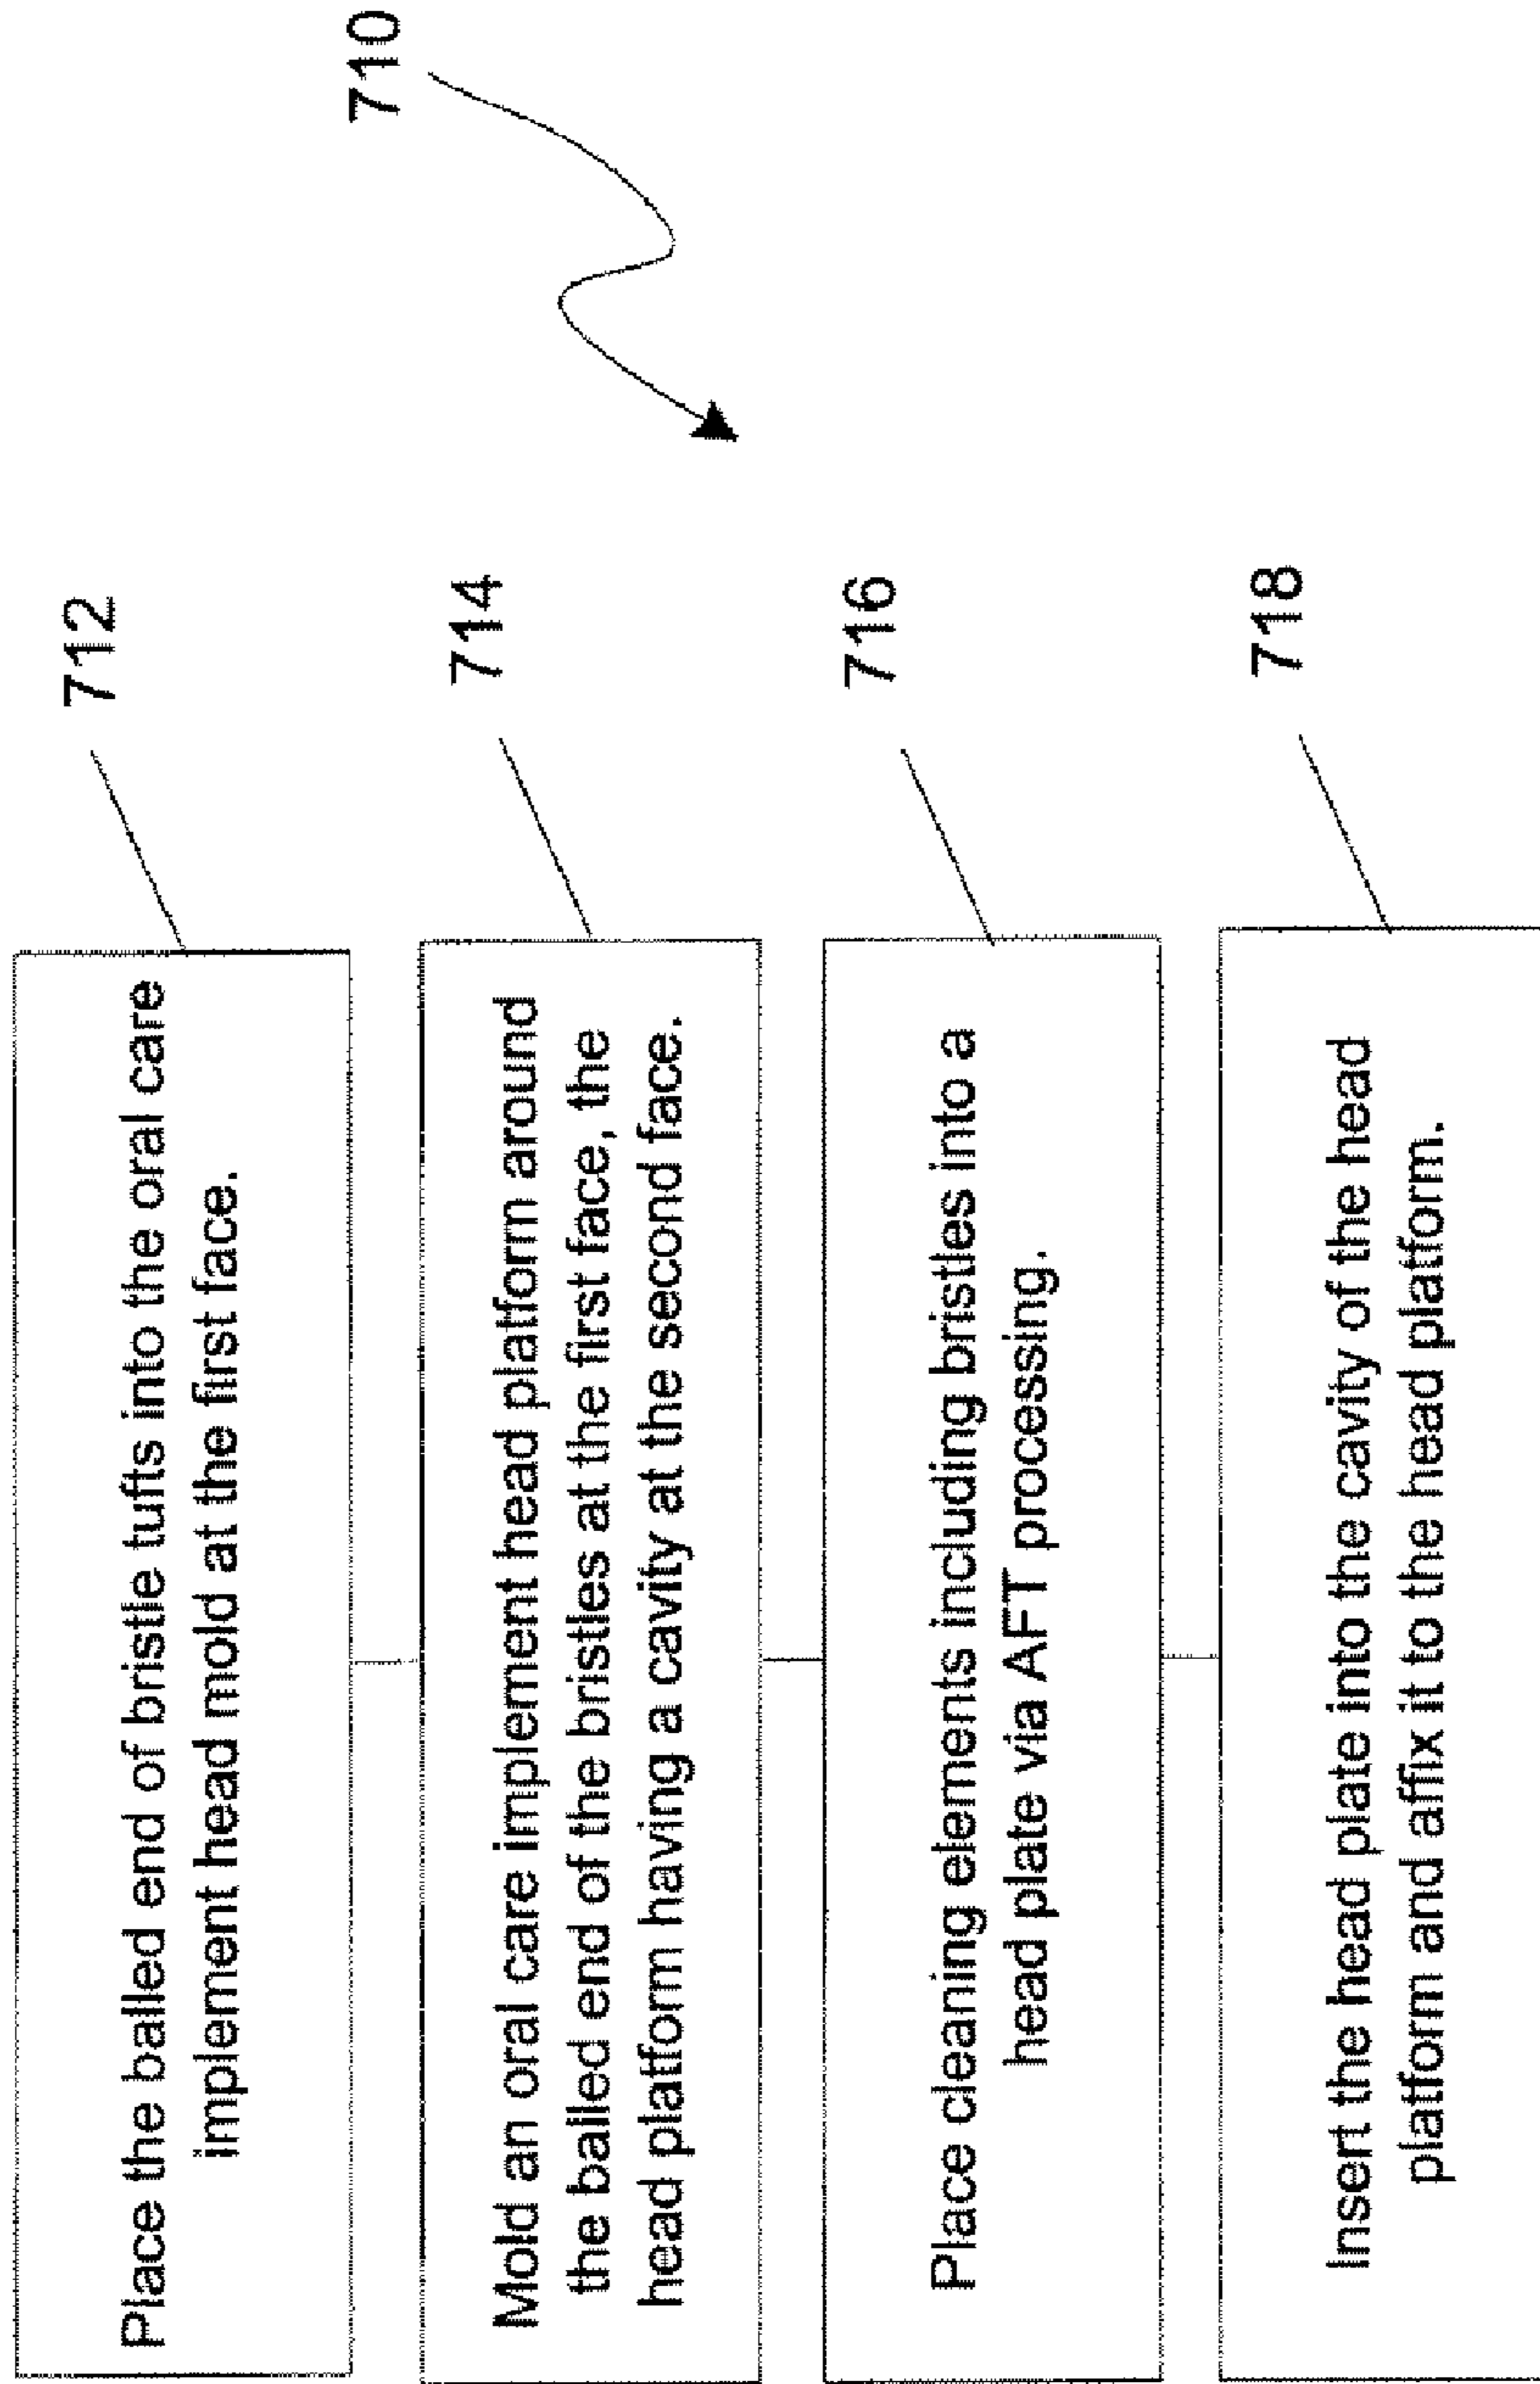 710
Place the balled end of bristle tufts into the oral care
implement head mold at the first face.
712
Mold an oral care implement head platform around
the balled end of the bristles at the first face, the
head platform having a cavity at the second face.
714
Place cleaning elements including bristles into a
head plate via AFT processing.
716
Insert the head plate into the cavity of the head
platform and affix it to the head platform.
718